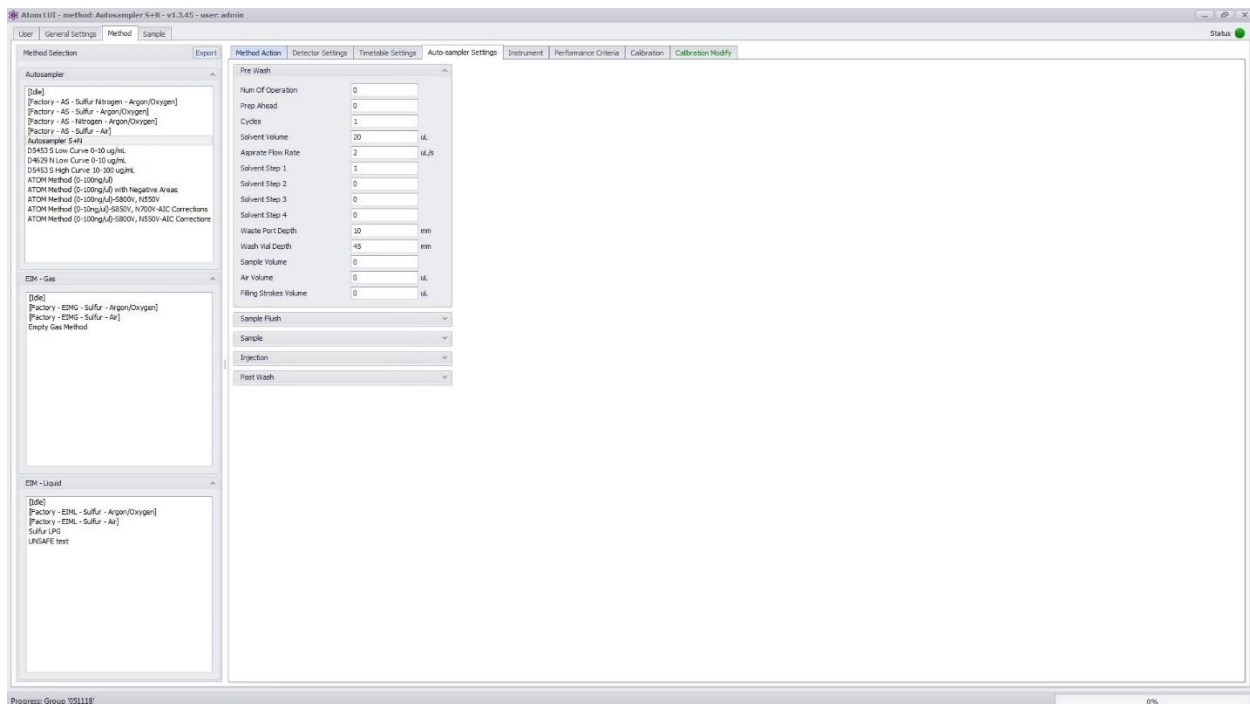 Atom LUI - method: Autosampler S+N - v1.3.45 - user: admin
User General Settings Method Sample Status
Method Selection Export
Autosampler
[Idle]
[Factory - AS - Sulfur Nitrogen - Argon/Oxygen]
[Factory - AS - Sulfur - Argon/Oxygen]
[Factory - AS - Nitrogen - Argon/Oxygen]
[Factory - AS - Sulfur - Air]
Autosampler S+N
D5453 S Low Curve 0-10 ug/mL
D4629 N Low Curve 0-10 ug/mL
D5453 S High Curve 10-100 ug/mL
ATOM Method (0-100ng/ul)
ATOM Method (0-100ng/ul) with Negative Areas
ATOM Method (0-100ng/ul)-S800V, N550V
ATOM Method (0-10ng/ul)-S850V, N700V-AIC Corrections
ATOM Method (0-100ng/ul)-S800V, N550V-AIC Corrections
EIM - Gas
[Idle]
[Factory - EIMG - Sulfur - Argon/Oxygen]
[Factory - EIMG - Sulfur - Air]
Empty Gas Method
EIM - Liquid
[Idle]
[Factory - EIML - Sulfur - Argon/Oxygen]
[Factory - EIML - Sulfur - Air]
Sulfur LPG
UNSAFE test
Method Action Detector Settings Timetable Settings Auto-sampler Settings Instrument Performance Criteria Calibration Calibration Modify
Pre Wash
Num Of Operation 0
Prep Ahead 0
Cycles 1
Solvent Volume 20 uL
Aspirate Flow Rate 2 uL/s
Solvent Step 1 1
Solvent Step 2 0
Solvent Step 3 0
Solvent Step 4 0
Waste Port Depth 10 mm
Wash Vial Depth 45 mm
Sample Volume 0
Air Volume 0 uL
Filling Strokes Volume 0 uL
Sample Flush
Sample
Injection
Post Wash
Progress: Group '051118' 0%